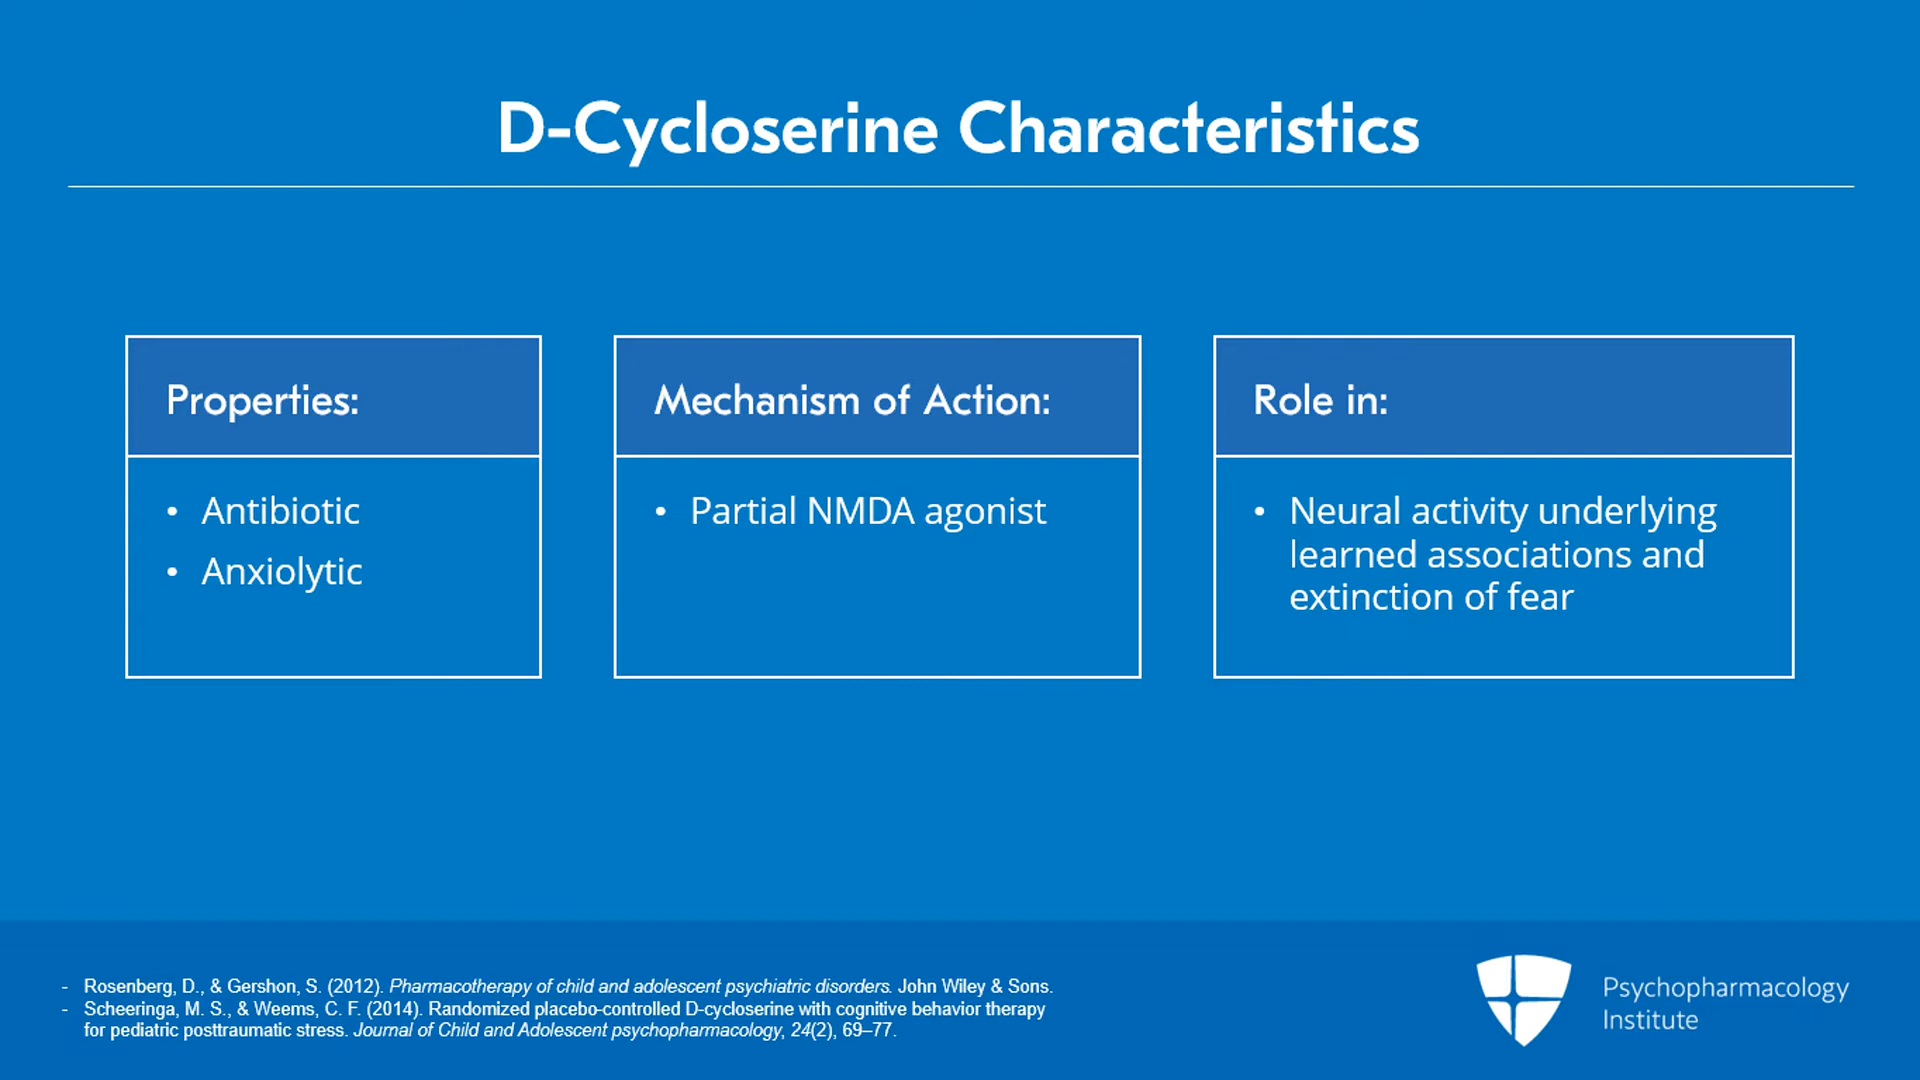 D-Cycloserine Characteristics
Properties:
• Antibiotic
• Anxiolytic
Mechanism of Action:
• Partial NMDA agonist
Role in:
• Neural activity underlying
learned associations and
extinction of fear
- Rosenberg, D., & Gershon, S. (2012). Pharmacotherapy of child and adolescent psychiatric disorders. John Wiley & Sons.
- Scheeringa, M. S., & Weems, C. F. (2014). Randomized placebo-controlled D-cycloserine with cognitive behavior therapy
for pediatric posttraumatic stress. Journal of Child and Adolescent psychopharmacology, 24(2), 69–77.
Psychopharmacology
Institute